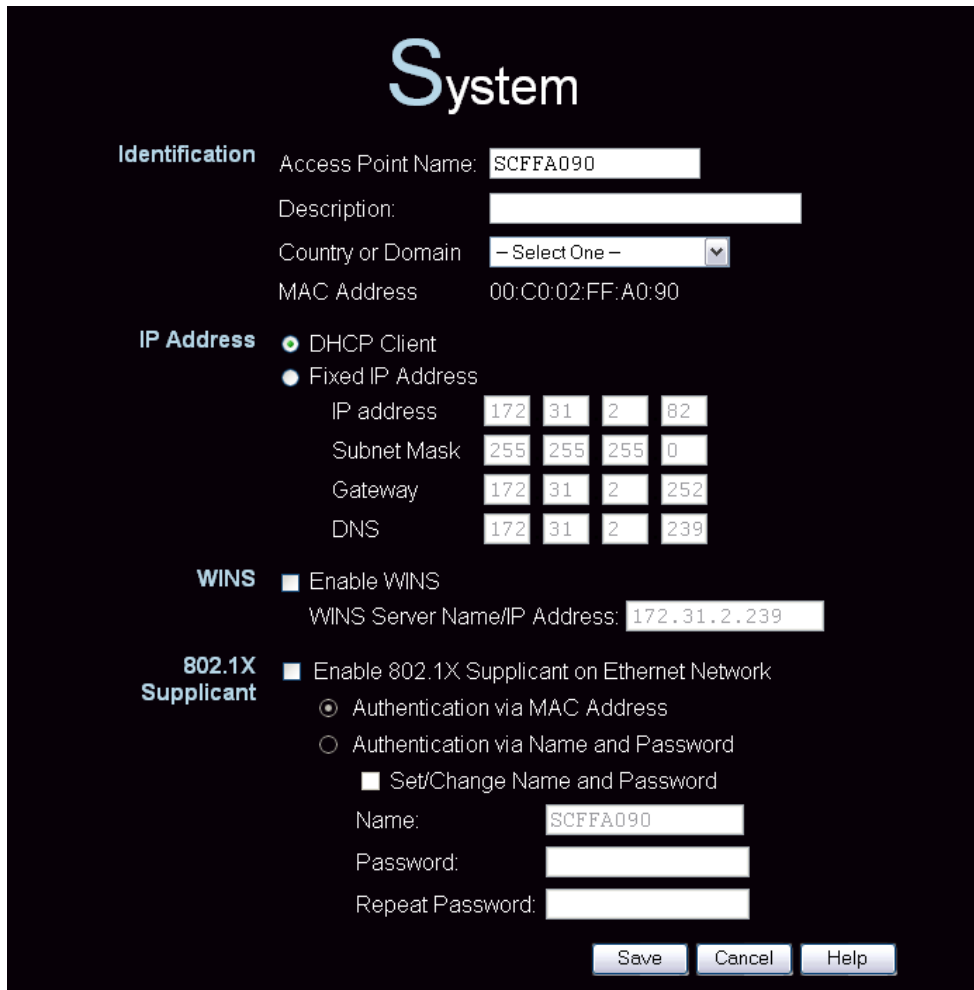 System
Identification
Access Point Name: SCFFA090
Description:
Country or Domain -- Select One --
MAC Address 00:C0:02:FF:A0:90
IP Address
DHCP Client
Fixed IP Address
IP address 172 31 2 82
Subnet Mask 255 255 255 0
Gateway 172 31 2 252
DNS 172 31 2 239
WINS
Enable WINS
WINS Server Name/IP Address: 172.31.2.239
802.1X
Supplicant
Enable 802.1X Supplicant on Ethernet Network
Authentication via MAC Address
Authentication via Name and Password
Set/Change Name and Password
Name: SCFFA090
Password:
Repeat Password:
Save Cancel Help